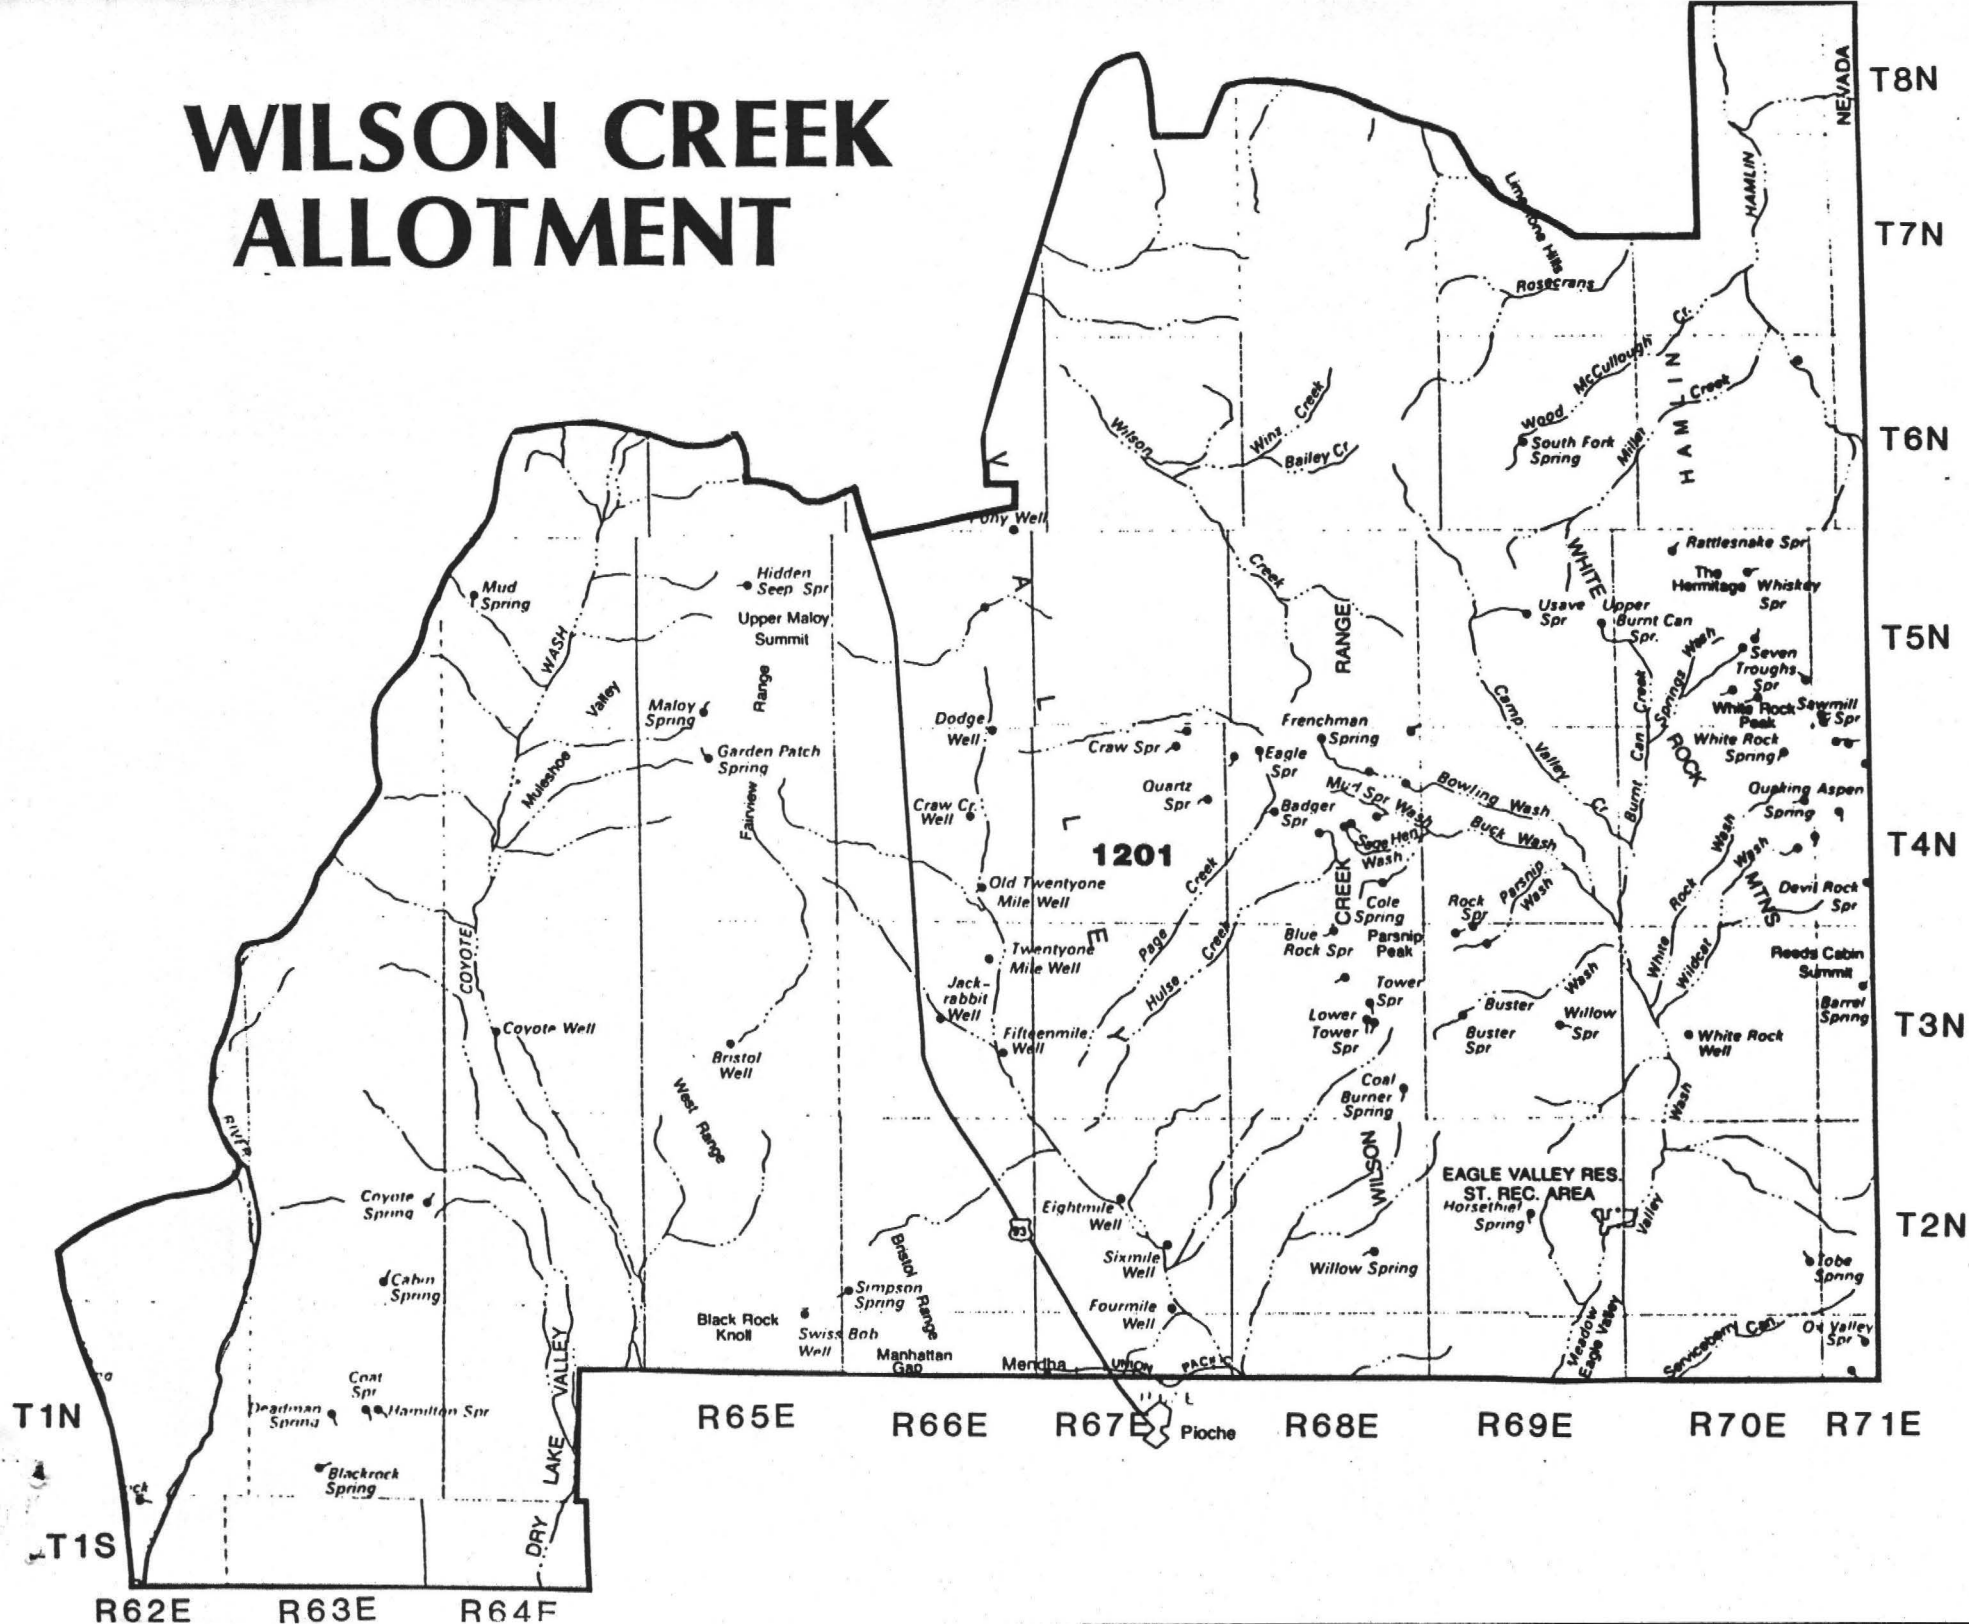 WILSON CREEK
ALLOTMENT
NEVADA
T8N
HAMLIN
T7N
Limestone Hills
Rosecrans
Cr.
McCullough
HAMLIN
Creek
Wood
South Fork
Spring
Miller
T6N
Wilson
Winz Creek
Bailey Cr
V
A
L
L
E
Y
Pony Well
Creek
WHITE
Rattlesnake Spr
The
Hermitage
Whiskey
Spr
Mud
Spring
Hidden
Seep Spr
Upper Maloy
Summit
WASH
RANGE
Usave
Spr
Upper
Burnt Can
Spr.
T5N
Springs Wash
Seven
Troughs
Spr
Valley
Range
Maloy
Spring
Dodge
Well
Craw Spr
Frenchman
Spring
Camp Valley Cr
Burnt Can Creek
White Rock
Peak
Sawmill
Spr
White Rock
Spring
ROCK
Garden Patch
Spring
Eagle
Spr
Muleshoe
Fairview
Craw Cr.
Well
Quartz
Spr
Badger
Spr
Mud Spr Wash
Bowling Wash
Buck Wash
Quaking Aspen
Spring
1201
Sage Hen
Wash
T4N
Wash
Wash
MTNS
Old Twentyone
Mile Well
Creek
CREEK
Cole
Spring
Rock
Spr
Parsnip
Wash
Rock
Devil Rock
Spr
COYOTE
Twentyone
Mile Well
Page
Creek
Blue
Rock Spr
Parsnip
Peak
White
Wildcat
Reeds Cabin
Summit
Jack-
rabbit
Well
Hulse
Tower
Spr
Buster
Wash
Barrel
Spring
Coyote Well
Fifteenmile
Well
Lower
Tower
Spr
Buster
Spr
Willow
Spr
White Rock
Well
T3N
Bristol
Well
West Range
Coal
Burner
Spring
Wash
RIVER
WILSON
EAGLE VALLEY RES.
ST. REC. AREA
Coyote
Spring
Eightmile
Well
Horsethief
Spring
Valley
T2N
93
Bristol
Range
Sixmile
Well
Willow Spring
Tobe
Spring
Cabin
Spring
Simpson
Spring
Black Rock
Knoll
Swiss Bob
Well
Fourmile
Well
Meadow
Eagle Valley
Serviceberry Can
Ox Valley
Spr
Manhattan
Gap
Mendha
UNION
PACIFIC
Coat
Spr
Deadman
Spring
Hamilton Spr
T1N
R65E
R66E
R67E
Pioche
R68E
R69E
R70E
R71E
Blackrock
Spring
DRY LAKE VALLEY
T1S
R62E
R63E
R64E